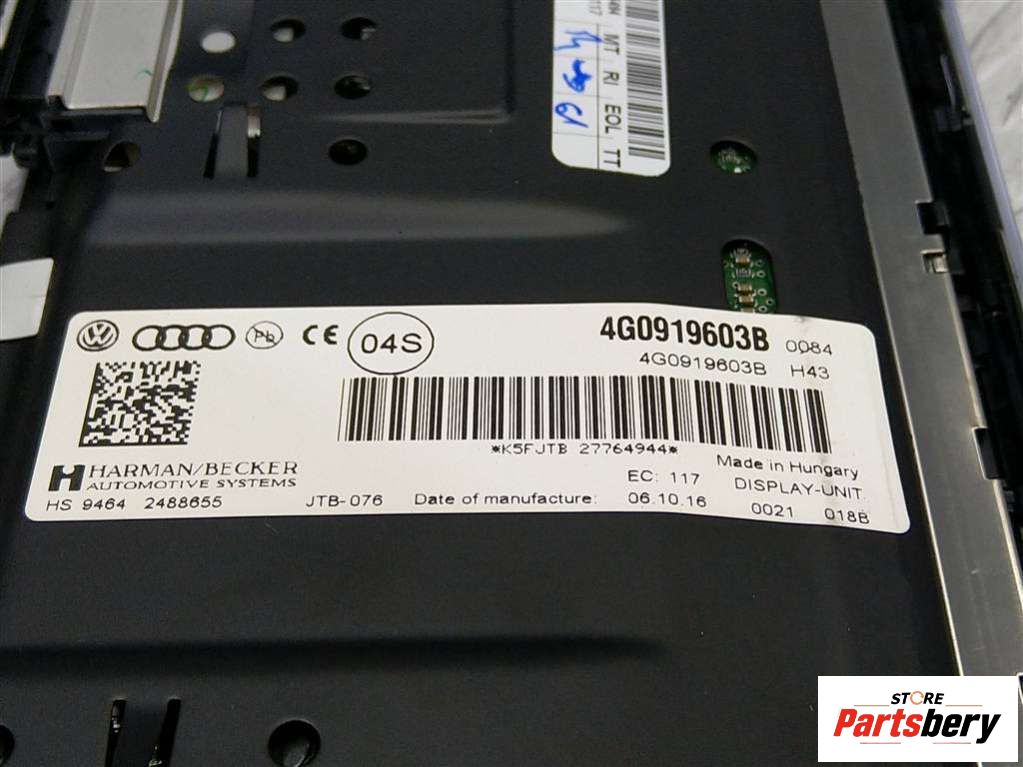 MT RI EOL TT
61
Pb CE 04S 4G0919603B 0084
4G0919603B H43
*K5FJTB 27764944*
HARMAN/BECKER
AUTOMOTIVE SYSTEMS
Made in Hungary
EC: 117 DISPLAY-UNIT
HS 9464 2488655 JTB-076 Date of manufacture: 06.10.16 0021 018B
STORE
Partsbery